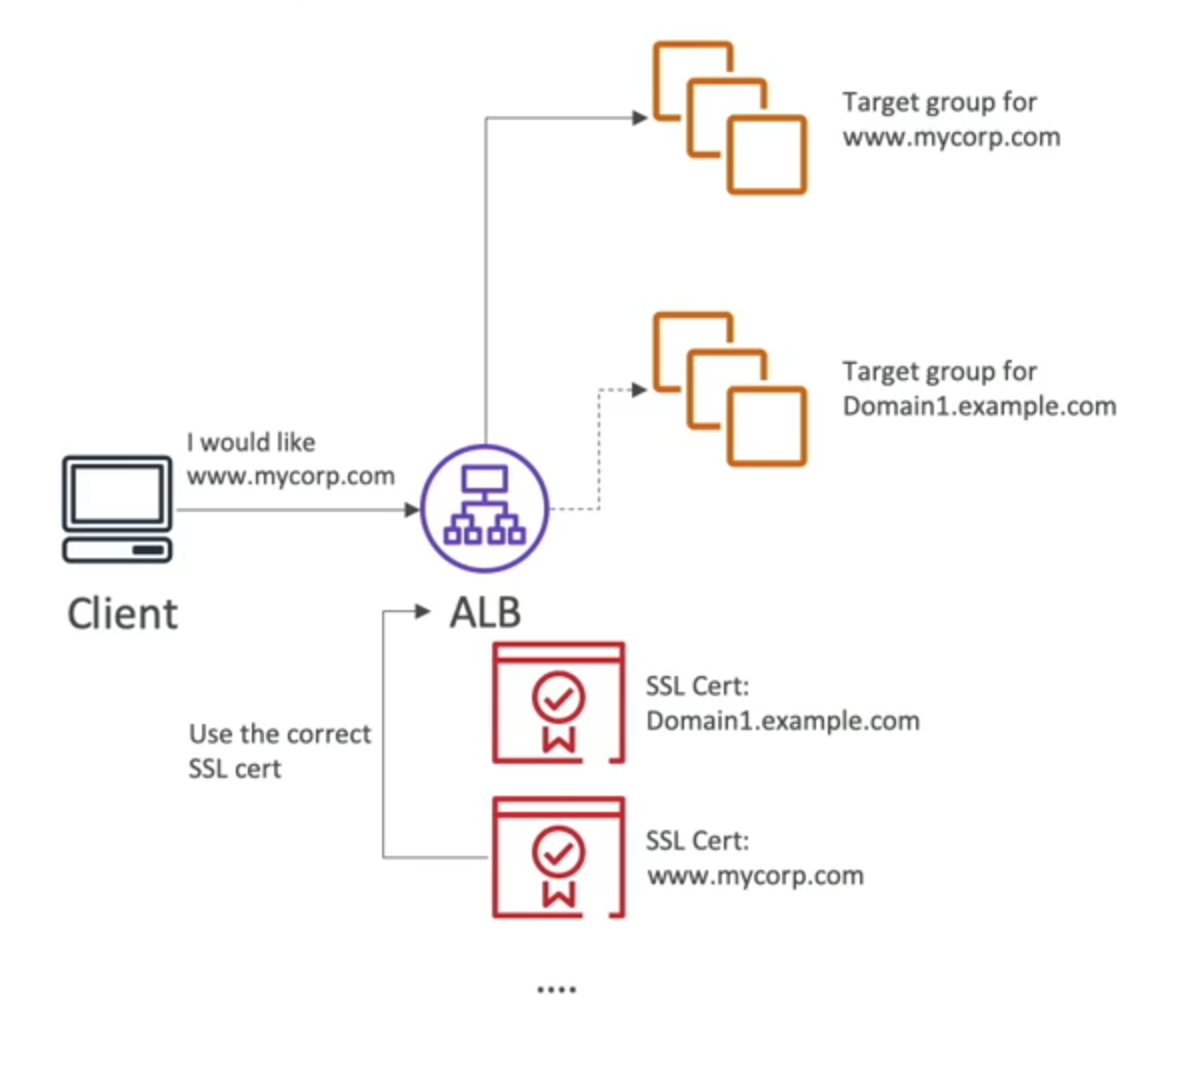 Target group for
www.mycorp.com
Target group for
Domain1.example.com
I would like
www.mycorp.com
Client
ALB
SSL Cert:
Domain1.example.com
Use the correct
SSL cert
SSL Cert:
www.mycorp.com
....